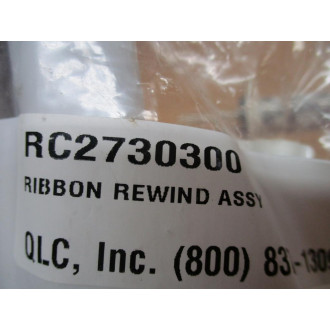 RC2730300
RIBBON REWIND ASSY
QLC, Inc. (800)